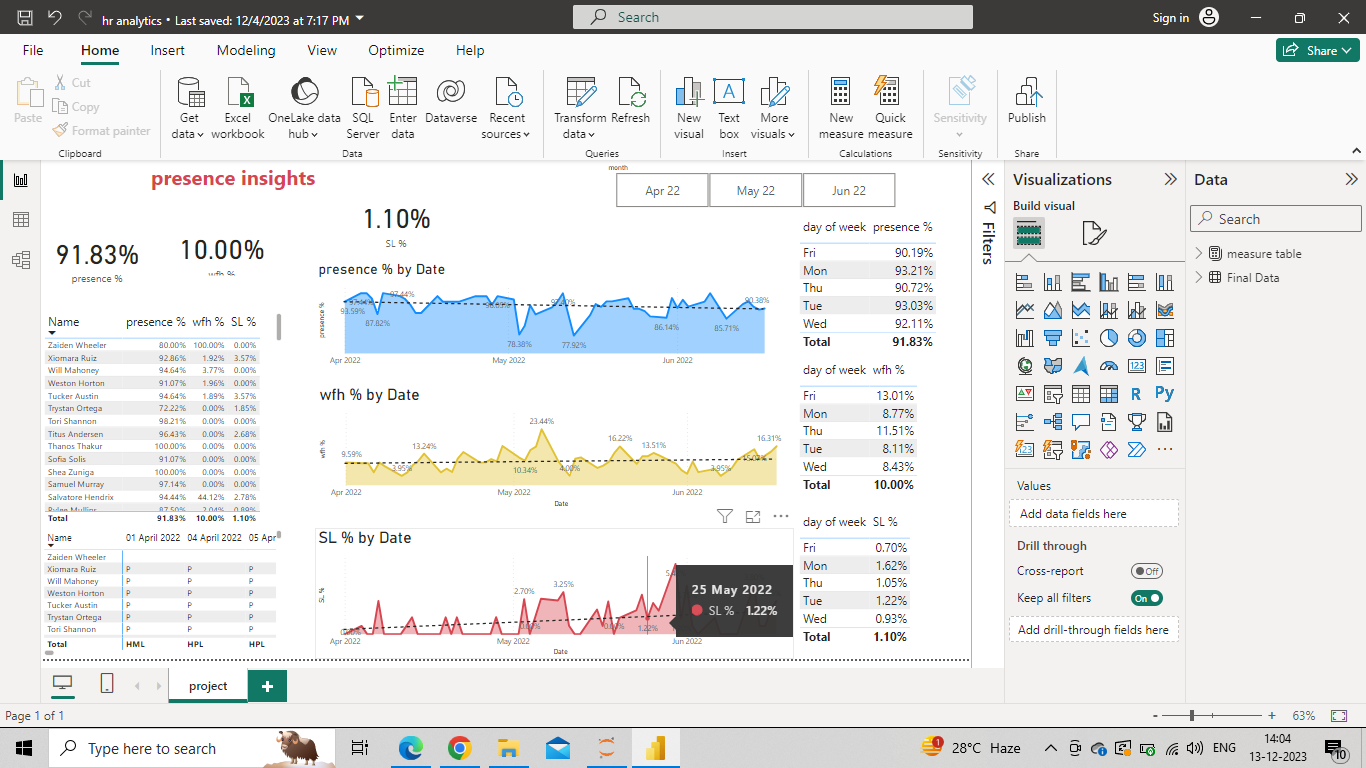 hr analytics • Last saved: 12/4/2023 at 7:17 PM
Search
Sign in
File Home Insert Modeling View Optimize Help
Share
Paste
Cut
Copy
Format painter
Clipboard
Get data
Excel workbook
OneLake data hub
SQL Server
Enter data
Dataverse
Recent sources
Data
Transform data
Refresh
Queries
New visual
Text box
More visuals
Insert
New measure
Quick measure
Calculations
Sensitivity
Sensitivity
Publish
Share
presence insights
month
Apr 22 May 22 Jun 22
91.83%
presence %
10.00%
wfh %
1.10%
SL %
Name presence % wfh % SL %
Zaiden Wheeler 80.00% 100.00% 0.00%
Xiomara Ruiz 92.86% 1.92% 3.57%
Will Mahoney 94.64% 3.77% 0.00%
Weston Horton 91.07% 1.96% 0.00%
Tucker Austin 94.64% 1.89% 3.57%
Trystan Ortega 72.22% 0.00% 1.85%
Tori Shannon 98.21% 0.00% 0.00%
Titus Andersen 96.43% 0.00% 2.68%
Thanos Thakur 100.00% 0.00% 0.00%
Sofia Solis 91.07% 0.00% 0.00%
Shea Zuniga 100.00% 0.00% 0.00%
Samuel Murray 97.14% 0.00% 0.00%
Salvatore Hendrix 94.44% 44.12% 2.78%
Rylee Mullins 87.50% 2.04% 0.89%
Total 91.83% 10.00% 1.10%
Name 01 April 2022 04 April 2022 05 Apr
Zaiden Wheeler
Xiomara Ruiz P P P
Will Mahoney P P P
Weston Horton P P P
Tucker Austin P P P
Trystan Ortega P P P
Tori Shannon P P P
Total HML HPL HPL
presence % by Date
presence %
93.59%
87.82%
97.44%
78.38%
77.92%
86.14%
85.71%
90.38%
Apr 2022 May 2022 Jun 2022
wfh % by Date
wfh %
9.59%
3.95%
13.24%
10.34%
23.44%
4.00%
16.22%
13.51%
3.95%
16.31%
Apr 2022 May 2022 Jun 2022
Date
SL % by Date
SL %
2.70%
3.25%
1.22%
Apr 2022 May 2022 Jun 2022
Date
25 May 2022
SL % 1.22%
day of week presence %
Fri 90.19%
Mon 93.21%
Thu 90.72%
Tue 93.03%
Wed 92.11%
Total 91.83%
day of week wfh %
Fri 13.01%
Mon 8.77%
Thu 11.51%
Tue 8.11%
Wed 8.43%
Total 10.00%
day of week SL %
Fri 0.70%
Mon 1.62%
Thu 1.05%
Tue 1.22%
Wed 0.93%
Total 1.10%
Filters
Visualizations
Build visual
123
R
Py
Values
Add data fields here
Drill through
Cross-report Off
Keep all filters On
Add drill-through fields here
Data
Search
measure table
Final Data
project
Page 1 of 1
- + 63%
Type here to search
1
28°C Haze
ENG
14:04
13-12-2023
10